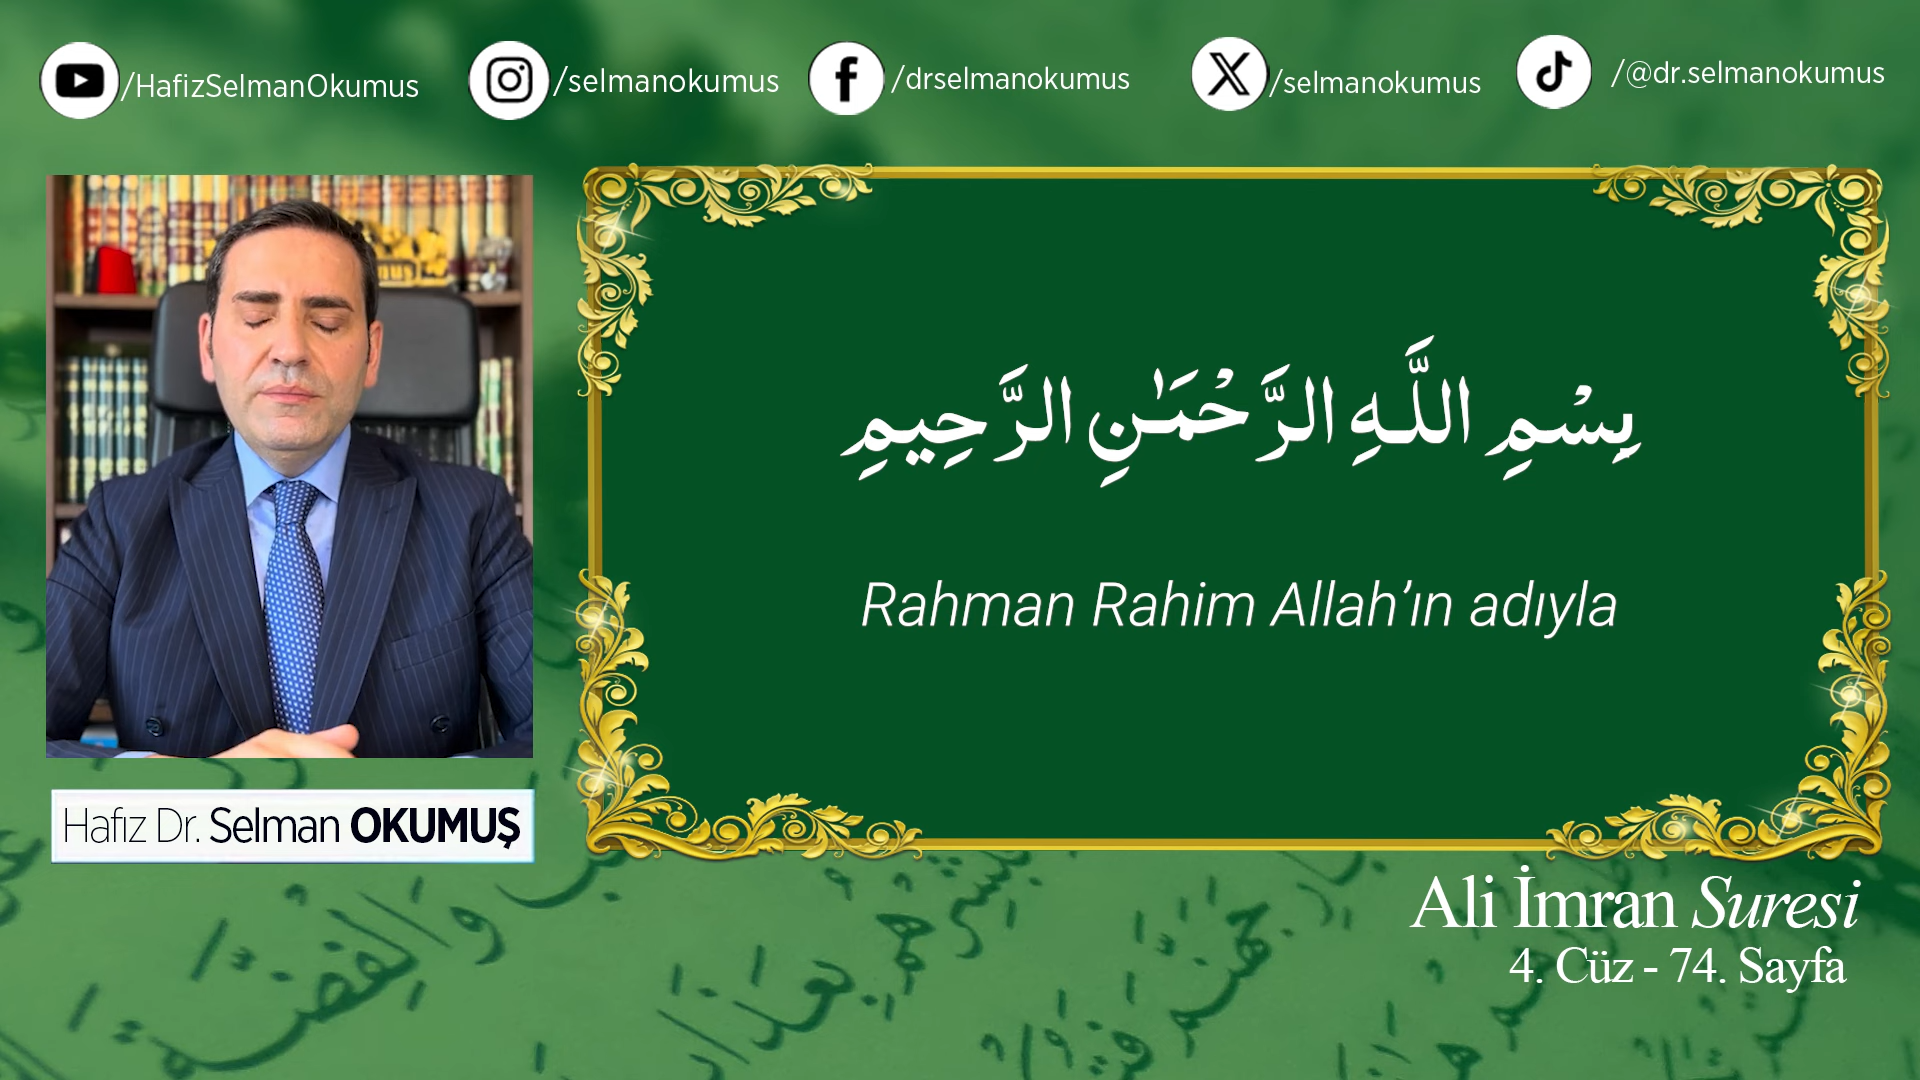 /HafizSelmanOkumus
/selmanokumus
/drselmanokumus
/selmanokumus
/@dr.selmanokumus
بِسْمِ اللَّهِ الرَّحْمَٰنِ الرَّحِيمِ
Rahman Rahim Allah’ın adıyla
Hafız Dr. Selman OKUMUŞ
Ali İmran Suresi
4. Cüz - 74. Sayfa